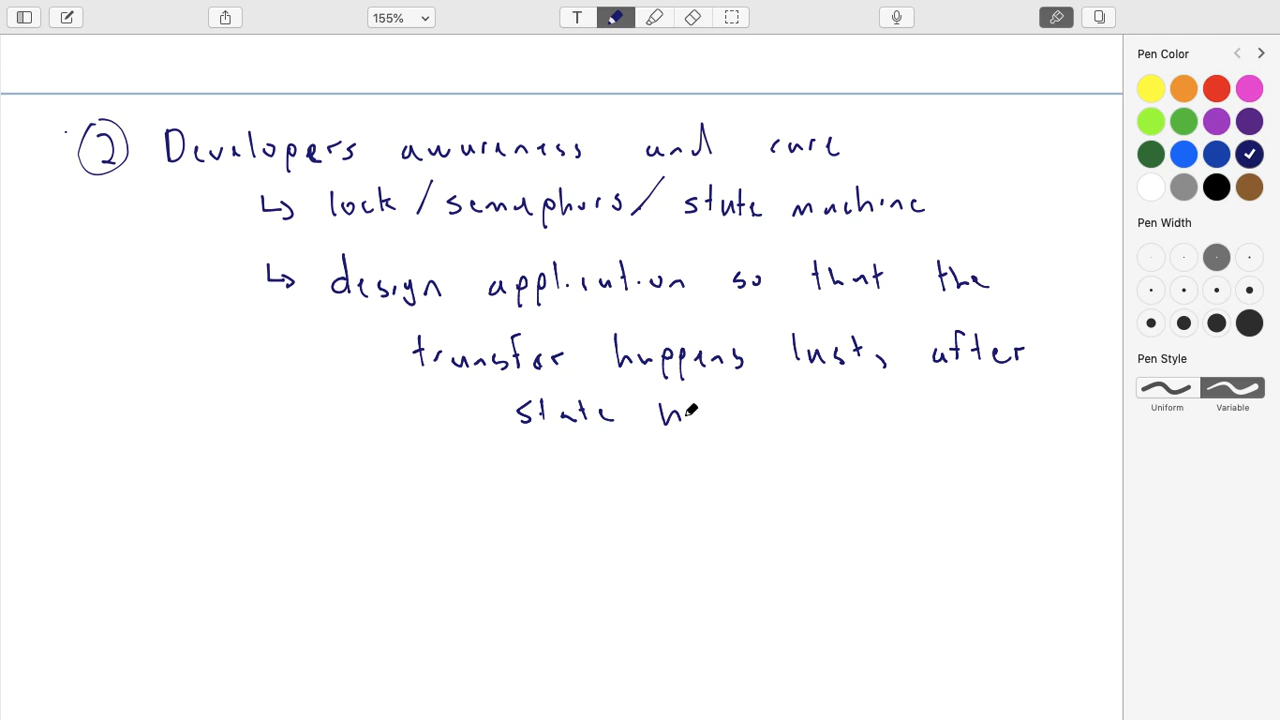 155%
T
Pen Color
② Developers awareness and care
↳ lock / semaphors / state machine
Pen Width
↳ design application so that the
transfer happens last, after
Pen Style
Uniform Variable
state h